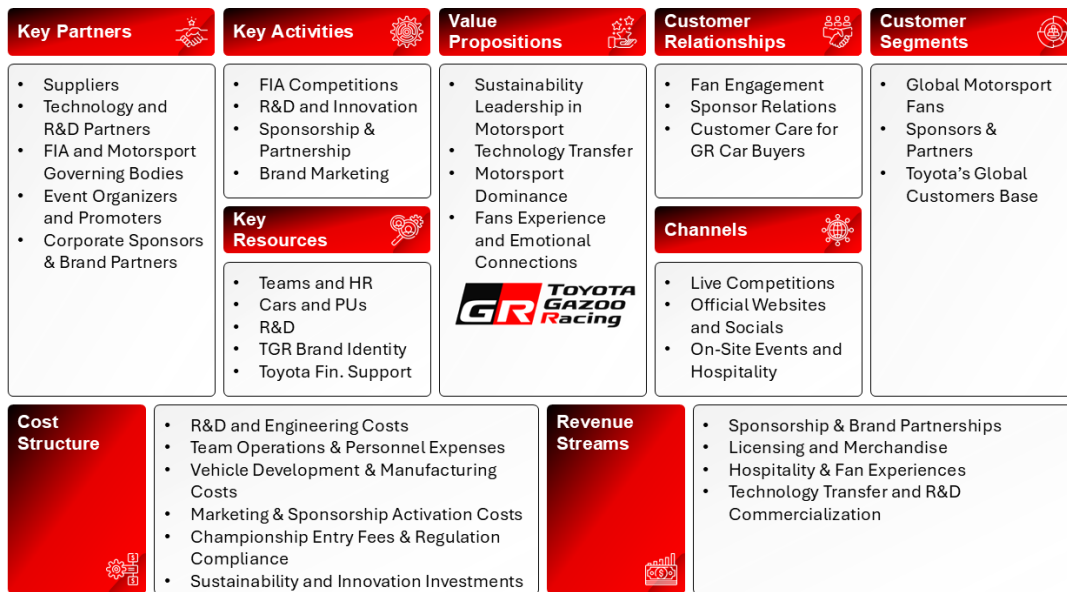 Key Partners
• Suppliers
• Technology and
R&D Partners
• FIA and Motorsport
Governing Bodies
• Event Organizers
and Promoters
• Corporate Sponsors
& Brand Partners
Key Activities
• FIA Competitions
• R&D and Innovation
• Sponsorship &
Partnership
• Brand Marketing
Key
Resources
• Teams and HR
• Cars and PUs
• R&D
• TGR Brand Identity
• Toyota Fin. Support
Value
Propositions
• Sustainability
Leadership in
Motorsport
• Technology Transfer
• Motorsport
Dominance
• Fans Experience
and Emotional
Connections
GR TOYOTA
GAZOO
Racing
Customer
Relationships
• Fan Engagement
• Sponsor Relations
• Customer Care for
GR Car Buyers
Channels
• Live Competitions
• Official Websites
and Socials
• On-Site Events and
Hospitality
Customer
Segments
• Global Motorsport
Fans
• Sponsors &
Partners
• Toyota’s Global
Customers Base
Cost
Structure
• R&D and Engineering Costs
• Team Operations & Personnel Expenses
• Vehicle Development & Manufacturing
Costs
• Marketing & Sponsorship Activation Costs
• Championship Entry Fees & Regulation
Compliance
• Sustainability and Innovation Investments
Revenue
Streams
• Sponsorship & Brand Partnerships
• Licensing and Merchandise
• Hospitality & Fan Experiences
• Technology Transfer and R&D
Commercialization